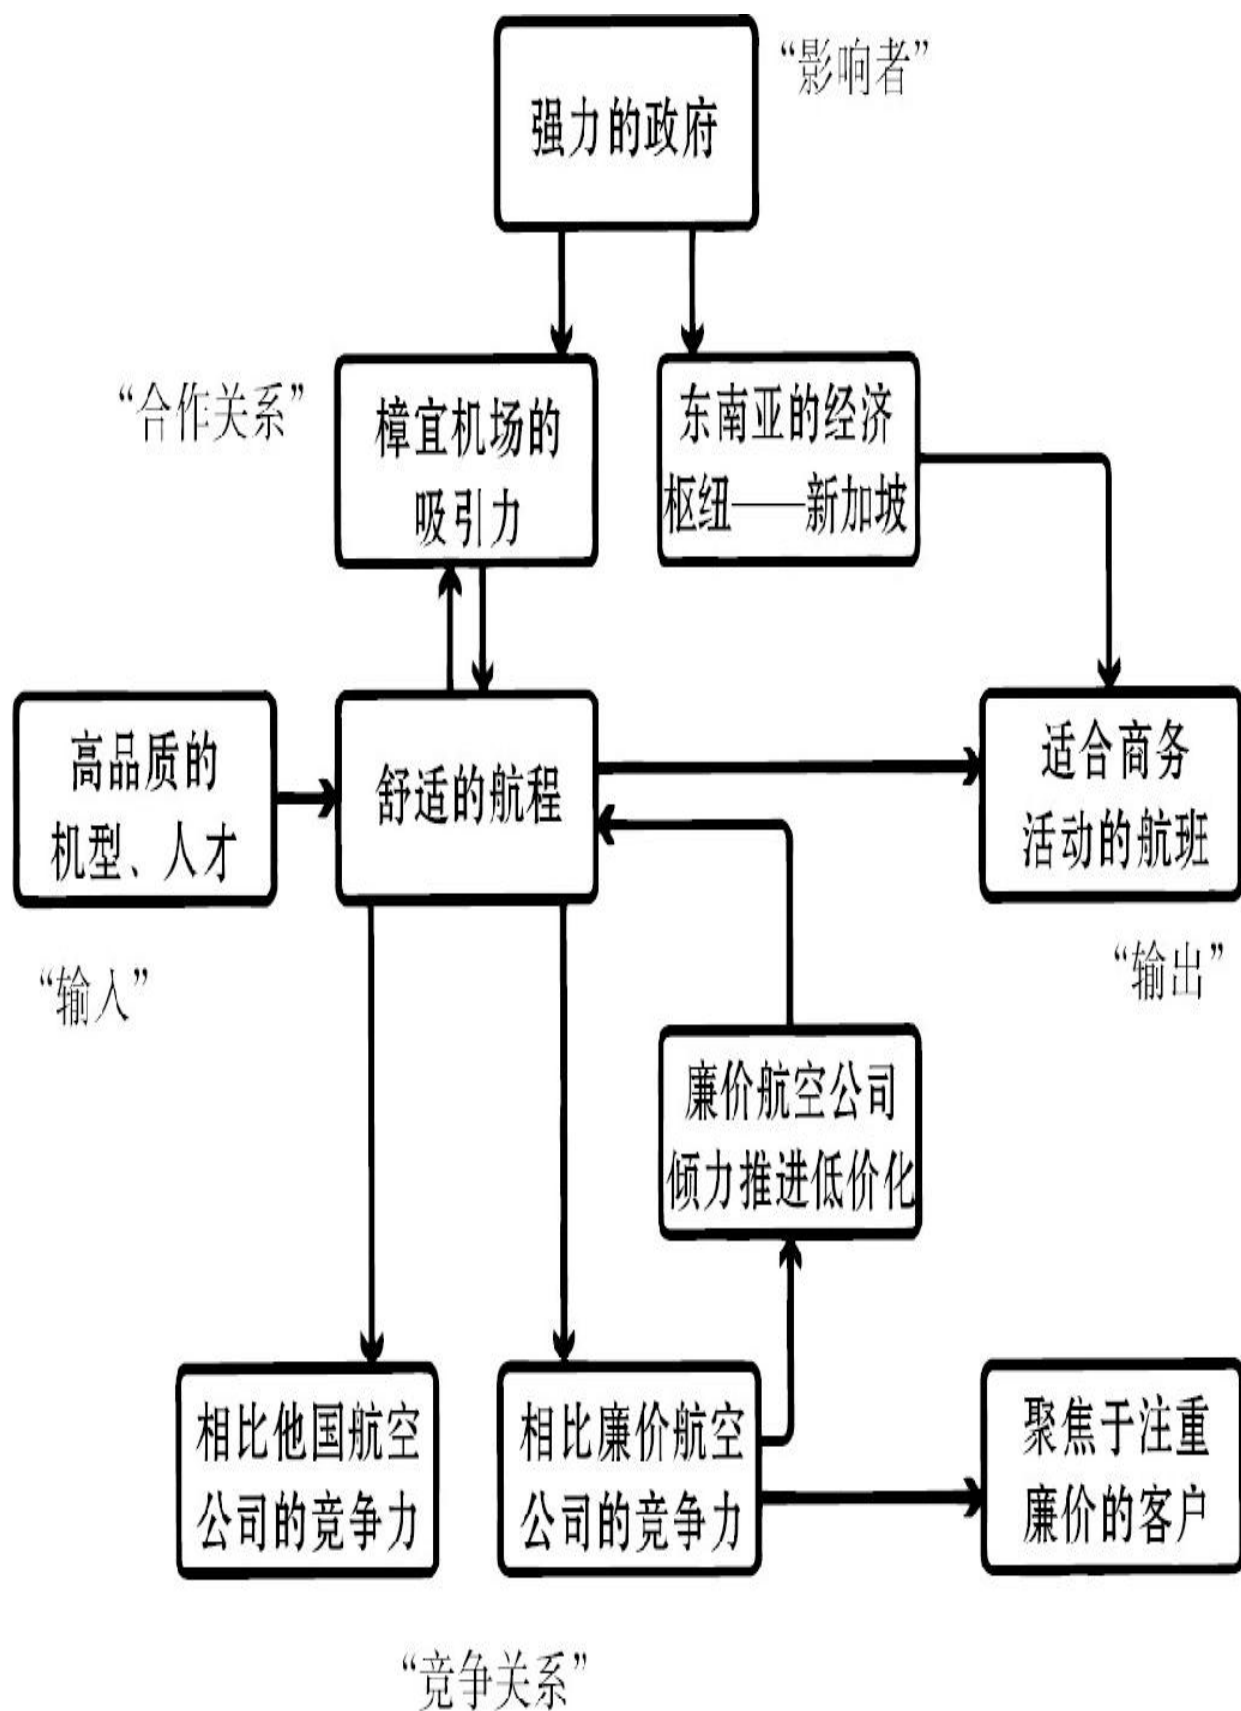 “影响者”
强力的政府
“合作关系”
樟宜机场的
吸引力
东南亚的经济
枢纽——新加坡
高品质的
机型、人才
舒适的航程
适合商务
活动的航班
“输入”
“输出”
廉价航空公司
倾力推进低价化
相比他国航空
公司的竞争力
相比廉价航空
公司的竞争力
聚焦于注重
廉价的客户
“竞争关系”